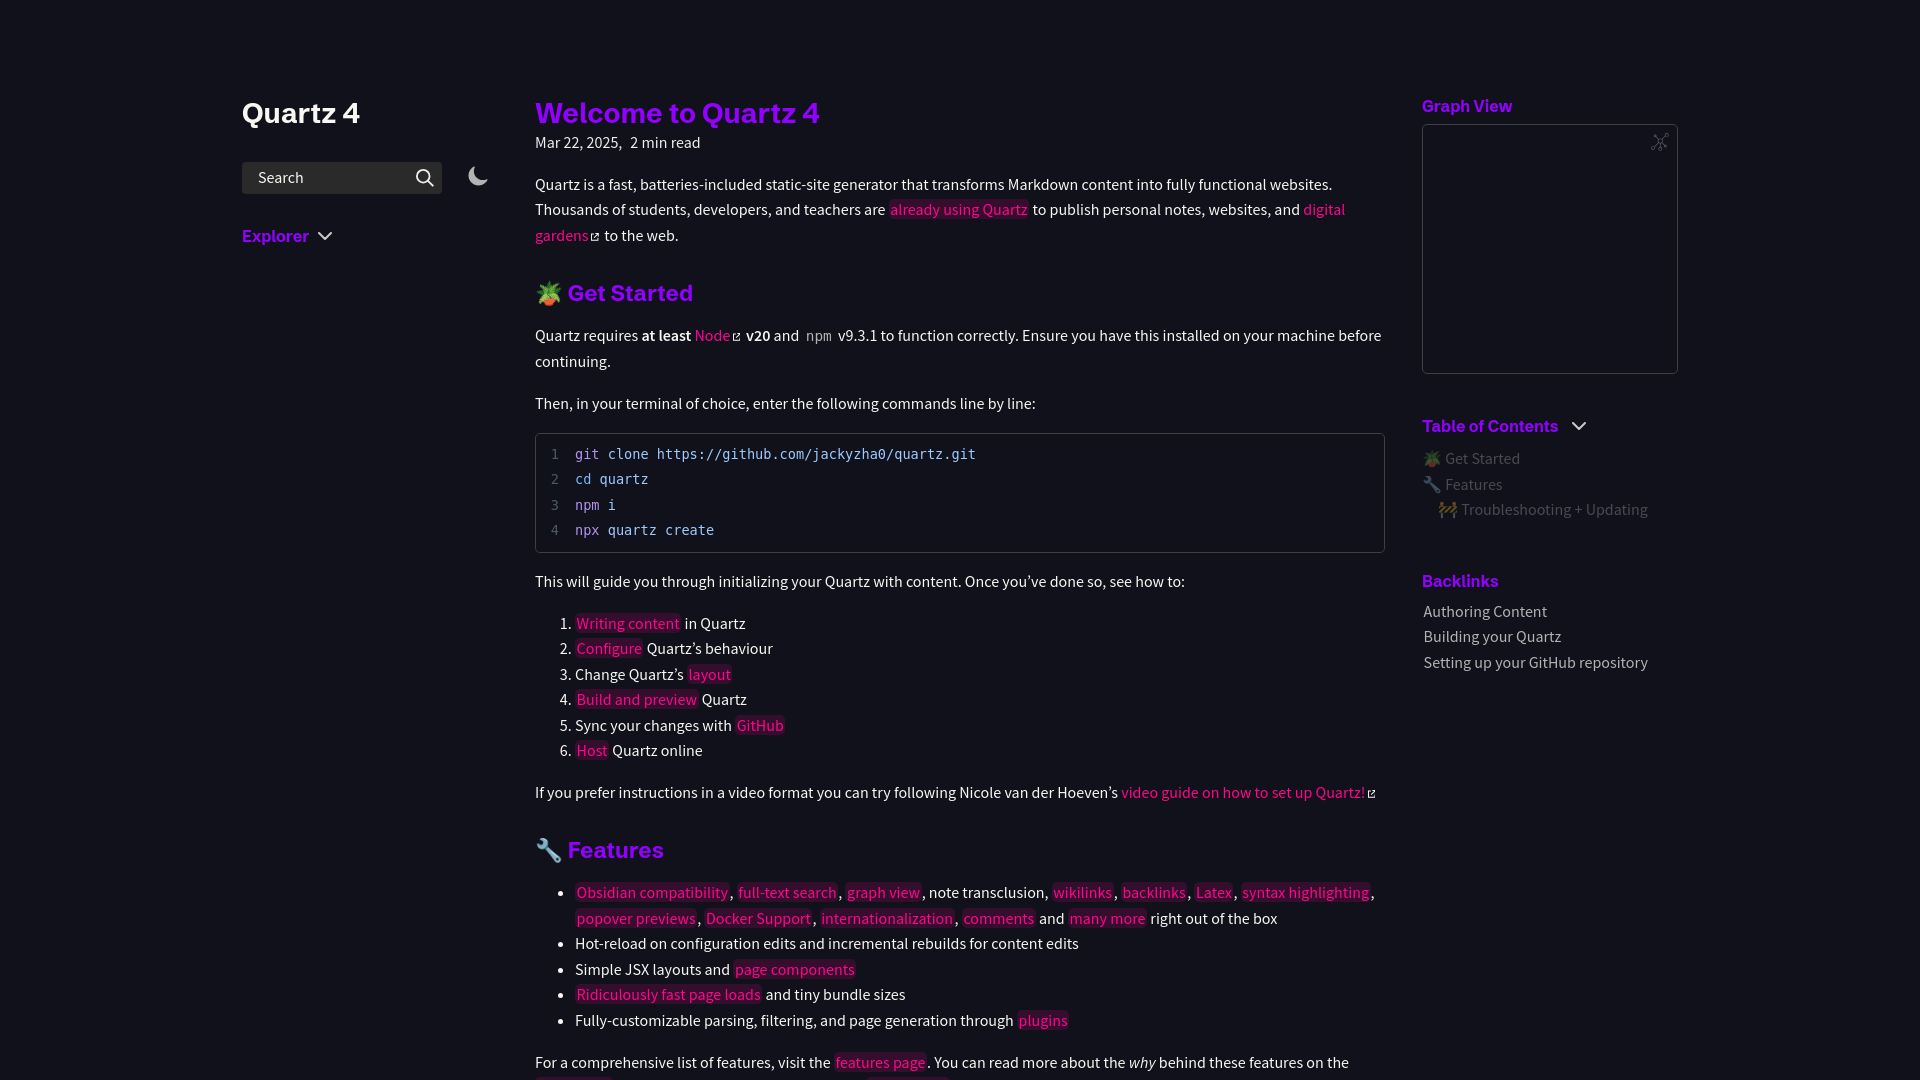 Quartz 4
Search
Explorer
Welcome to Quartz 4
Mar 22, 2025, 2 min read
Quartz is a fast, batteries-included static-site generator that transforms Markdown content into fully functional websites.
Thousands of students, developers, and teachers are already using Quartz to publish personal notes, websites, and digital
gardens to the web.
🪴 Get Started
Quartz requires at least Node v20 and npm v9.3.1 to function correctly. Ensure you have this installed on your machine before
continuing.
Then, in your terminal of choice, enter the following commands line by line:
1 git clone https://github.com/jackyzha0/quartz.git
2 cd quartz
3 npm i
4 npx quartz create
This will guide you through initializing your Quartz with content. Once you’ve done so, see how to:
1. Writing content in Quartz
2. Configure Quartz’s behaviour
3. Change Quartz’s layout
4. Build and preview Quartz
5. Sync your changes with GitHub
6. Host Quartz online
If you prefer instructions in a video format you can try following Nicole van der Hoeven’s video guide on how to set up Quartz!
🔧 Features
• Obsidian compatibility, full-text search, graph view, note transclusion, wikilinks, backlinks, Latex, syntax highlighting,
popover previews, Docker Support, internationalization, comments and many more right out of the box
• Hot-reload on configuration edits and incremental rebuilds for content edits
• Simple JSX layouts and page components
• Ridiculously fast page loads and tiny bundle sizes
• Fully-customizable parsing, filtering, and page generation through plugins
For a comprehensive list of features, visit the features page. You can read more about the why behind these features on the
Graph View
Table of Contents
🪴 Get Started
🔧 Features
🚧 Troubleshooting + Updating
Backlinks
Authoring Content
Building your Quartz
Setting up your GitHub repository